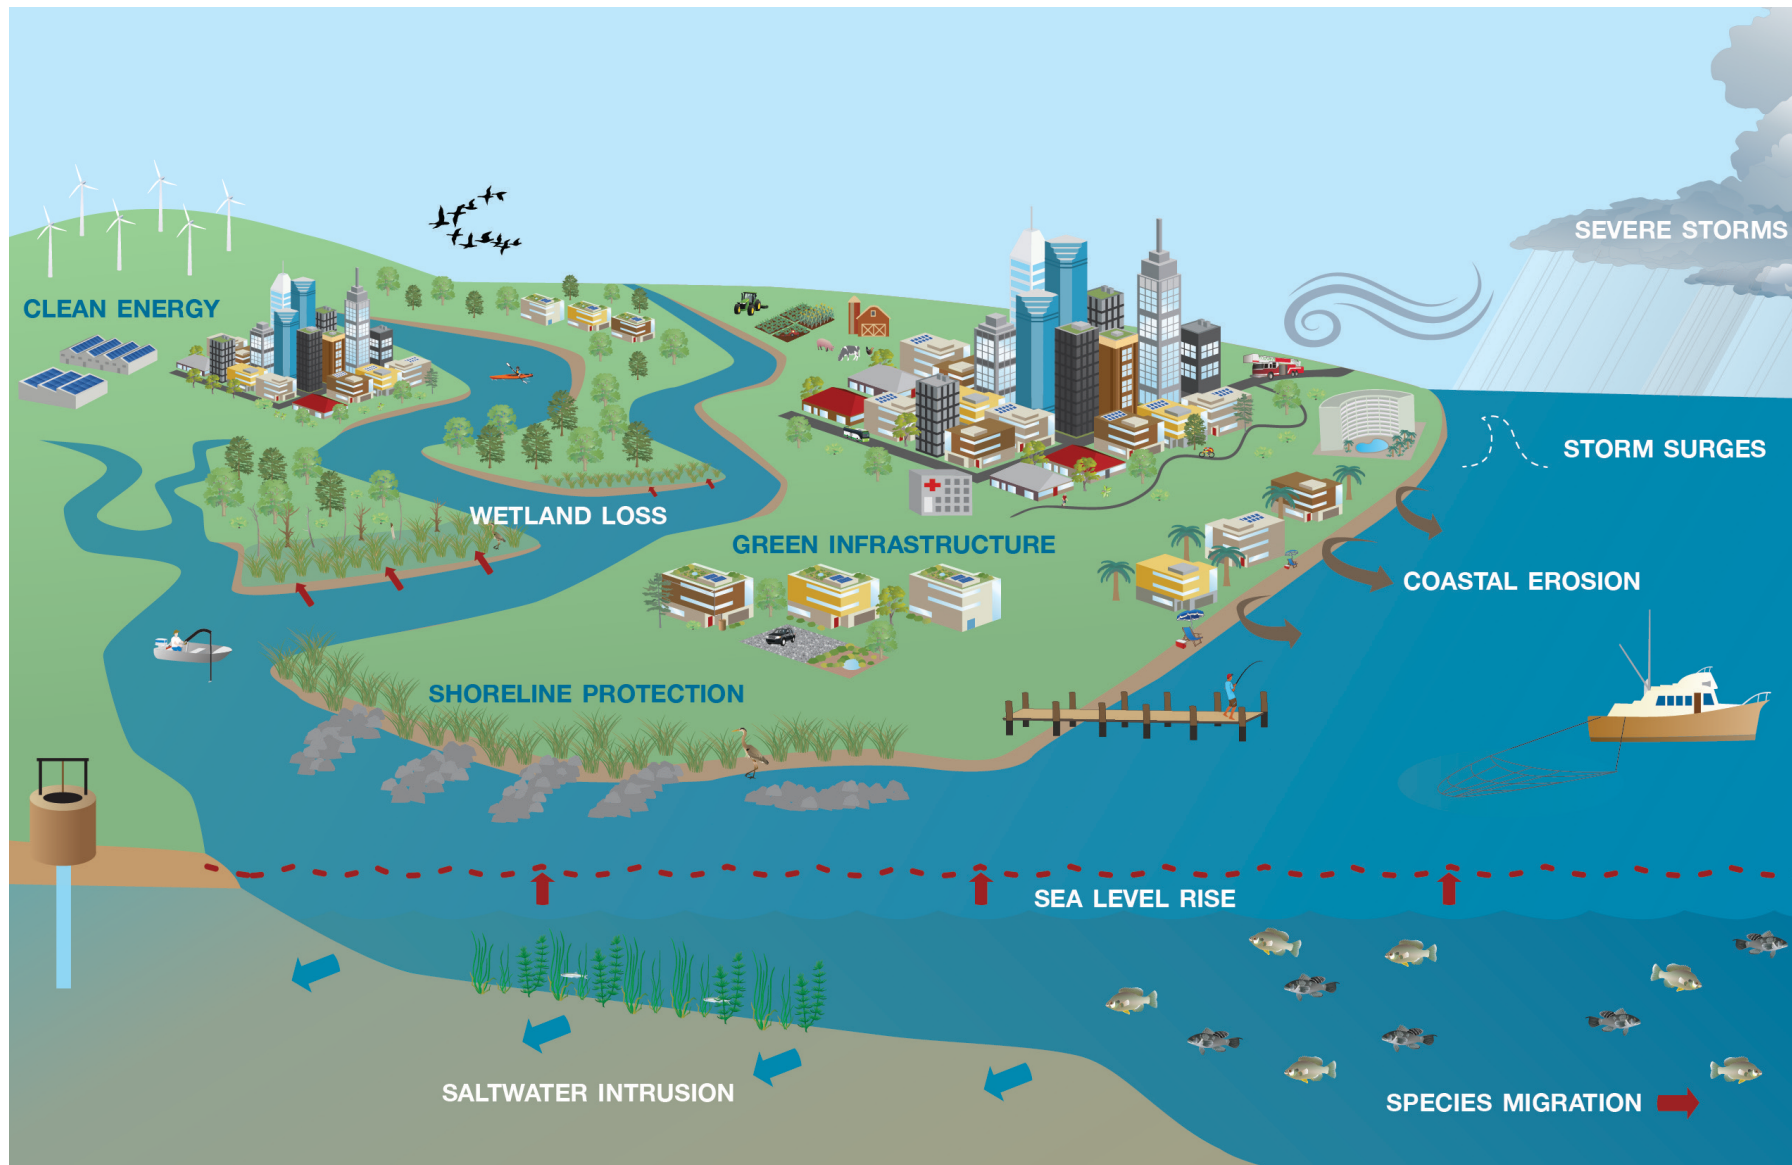 SEVERE STORMS
CLEAN ENERGY
STORM SURGES
WETLAND LOSS
GREEN INFRASTRUCTURE
COASTAL EROSION
SHORELINE PROTECTION
SEA LEVEL RISE
SALTWATER INTRUSION
SPECIES MIGRATION